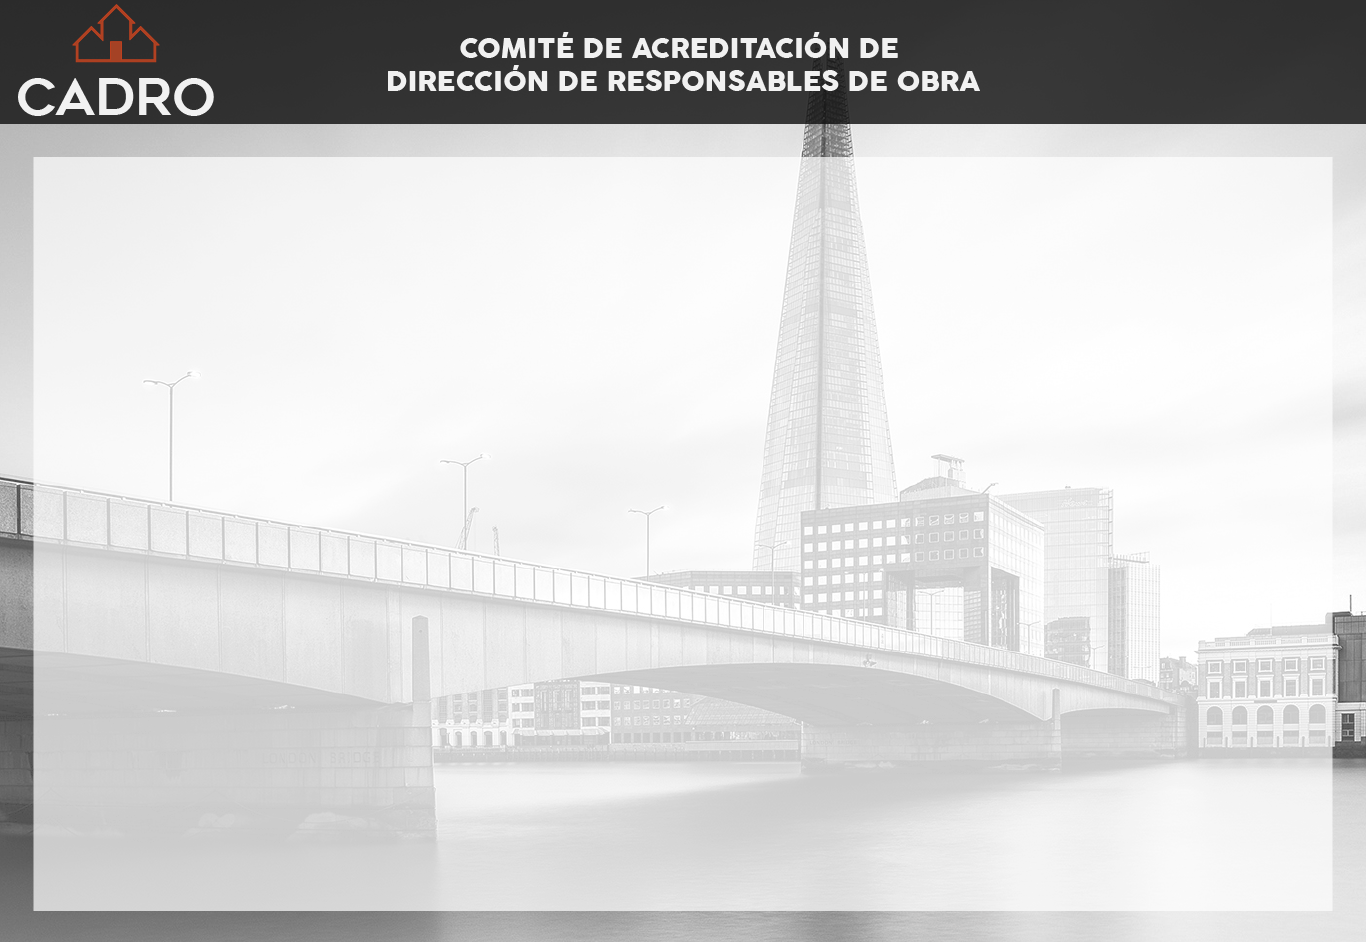 CADRO
COMITÉ DE ACREDITACIÓN DE
DIRECCIÓN DE RESPONSABLES DE OBRA